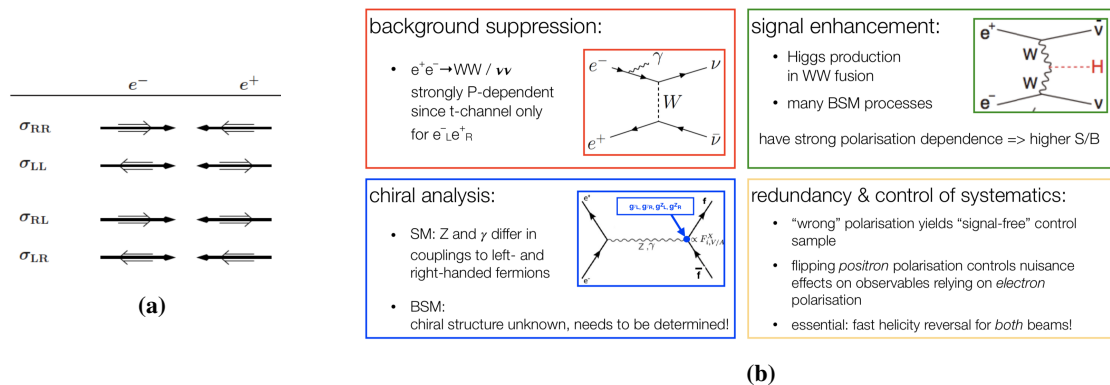 e− e+
σRR
σLL
σRL
σLR
(a)
background suppression:
• e+e−→WW / νν
strongly P-dependent
since t-channel only
for e−Le+R
e− γ ν
W
e+ ν̄
signal enhancement:
• Higgs production
in WW fusion
• many BSM processes
e+ ν̄
W
H
W
e− ν
have strong polarisation dependence => higher S/B
chiral analysis:
• SM: Z and γ differ in
couplings to left- and
right-handed fermions
• BSM:
chiral structure unknown, needs to be determined!
e+ f
Z ,γ
∝ F^X_{i,V/A}
e- f̄
redundancy & control of systematics:
• “wrong” polarisation yields “signal-free” control
sample
• flipping positron polarisation controls nuisance
effects on observables relying on electron
polarisation
• essential: fast helicity reversal for both beams!
(b)